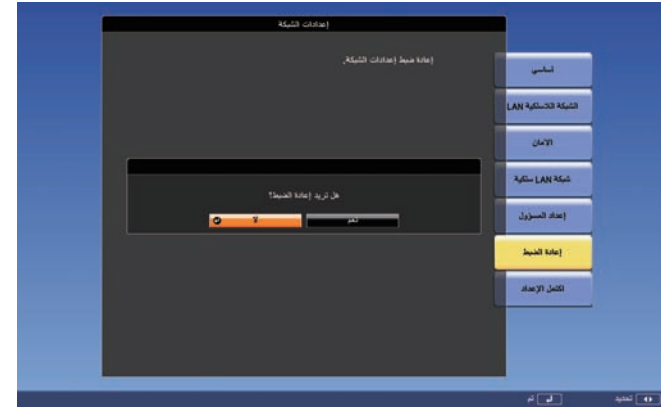 إعدادات الشبكة
إعادة ضبط إعدادات الشبكة.
أساسي
الشبكة اللاسلكية LAN
الأمان
شبكة LAN سلكية
إعداد المسؤول
إعادة الضبط
اكتمل الإعداد
هل تريد إعادة الضبط؟
نعم
لا
تحديد
تم